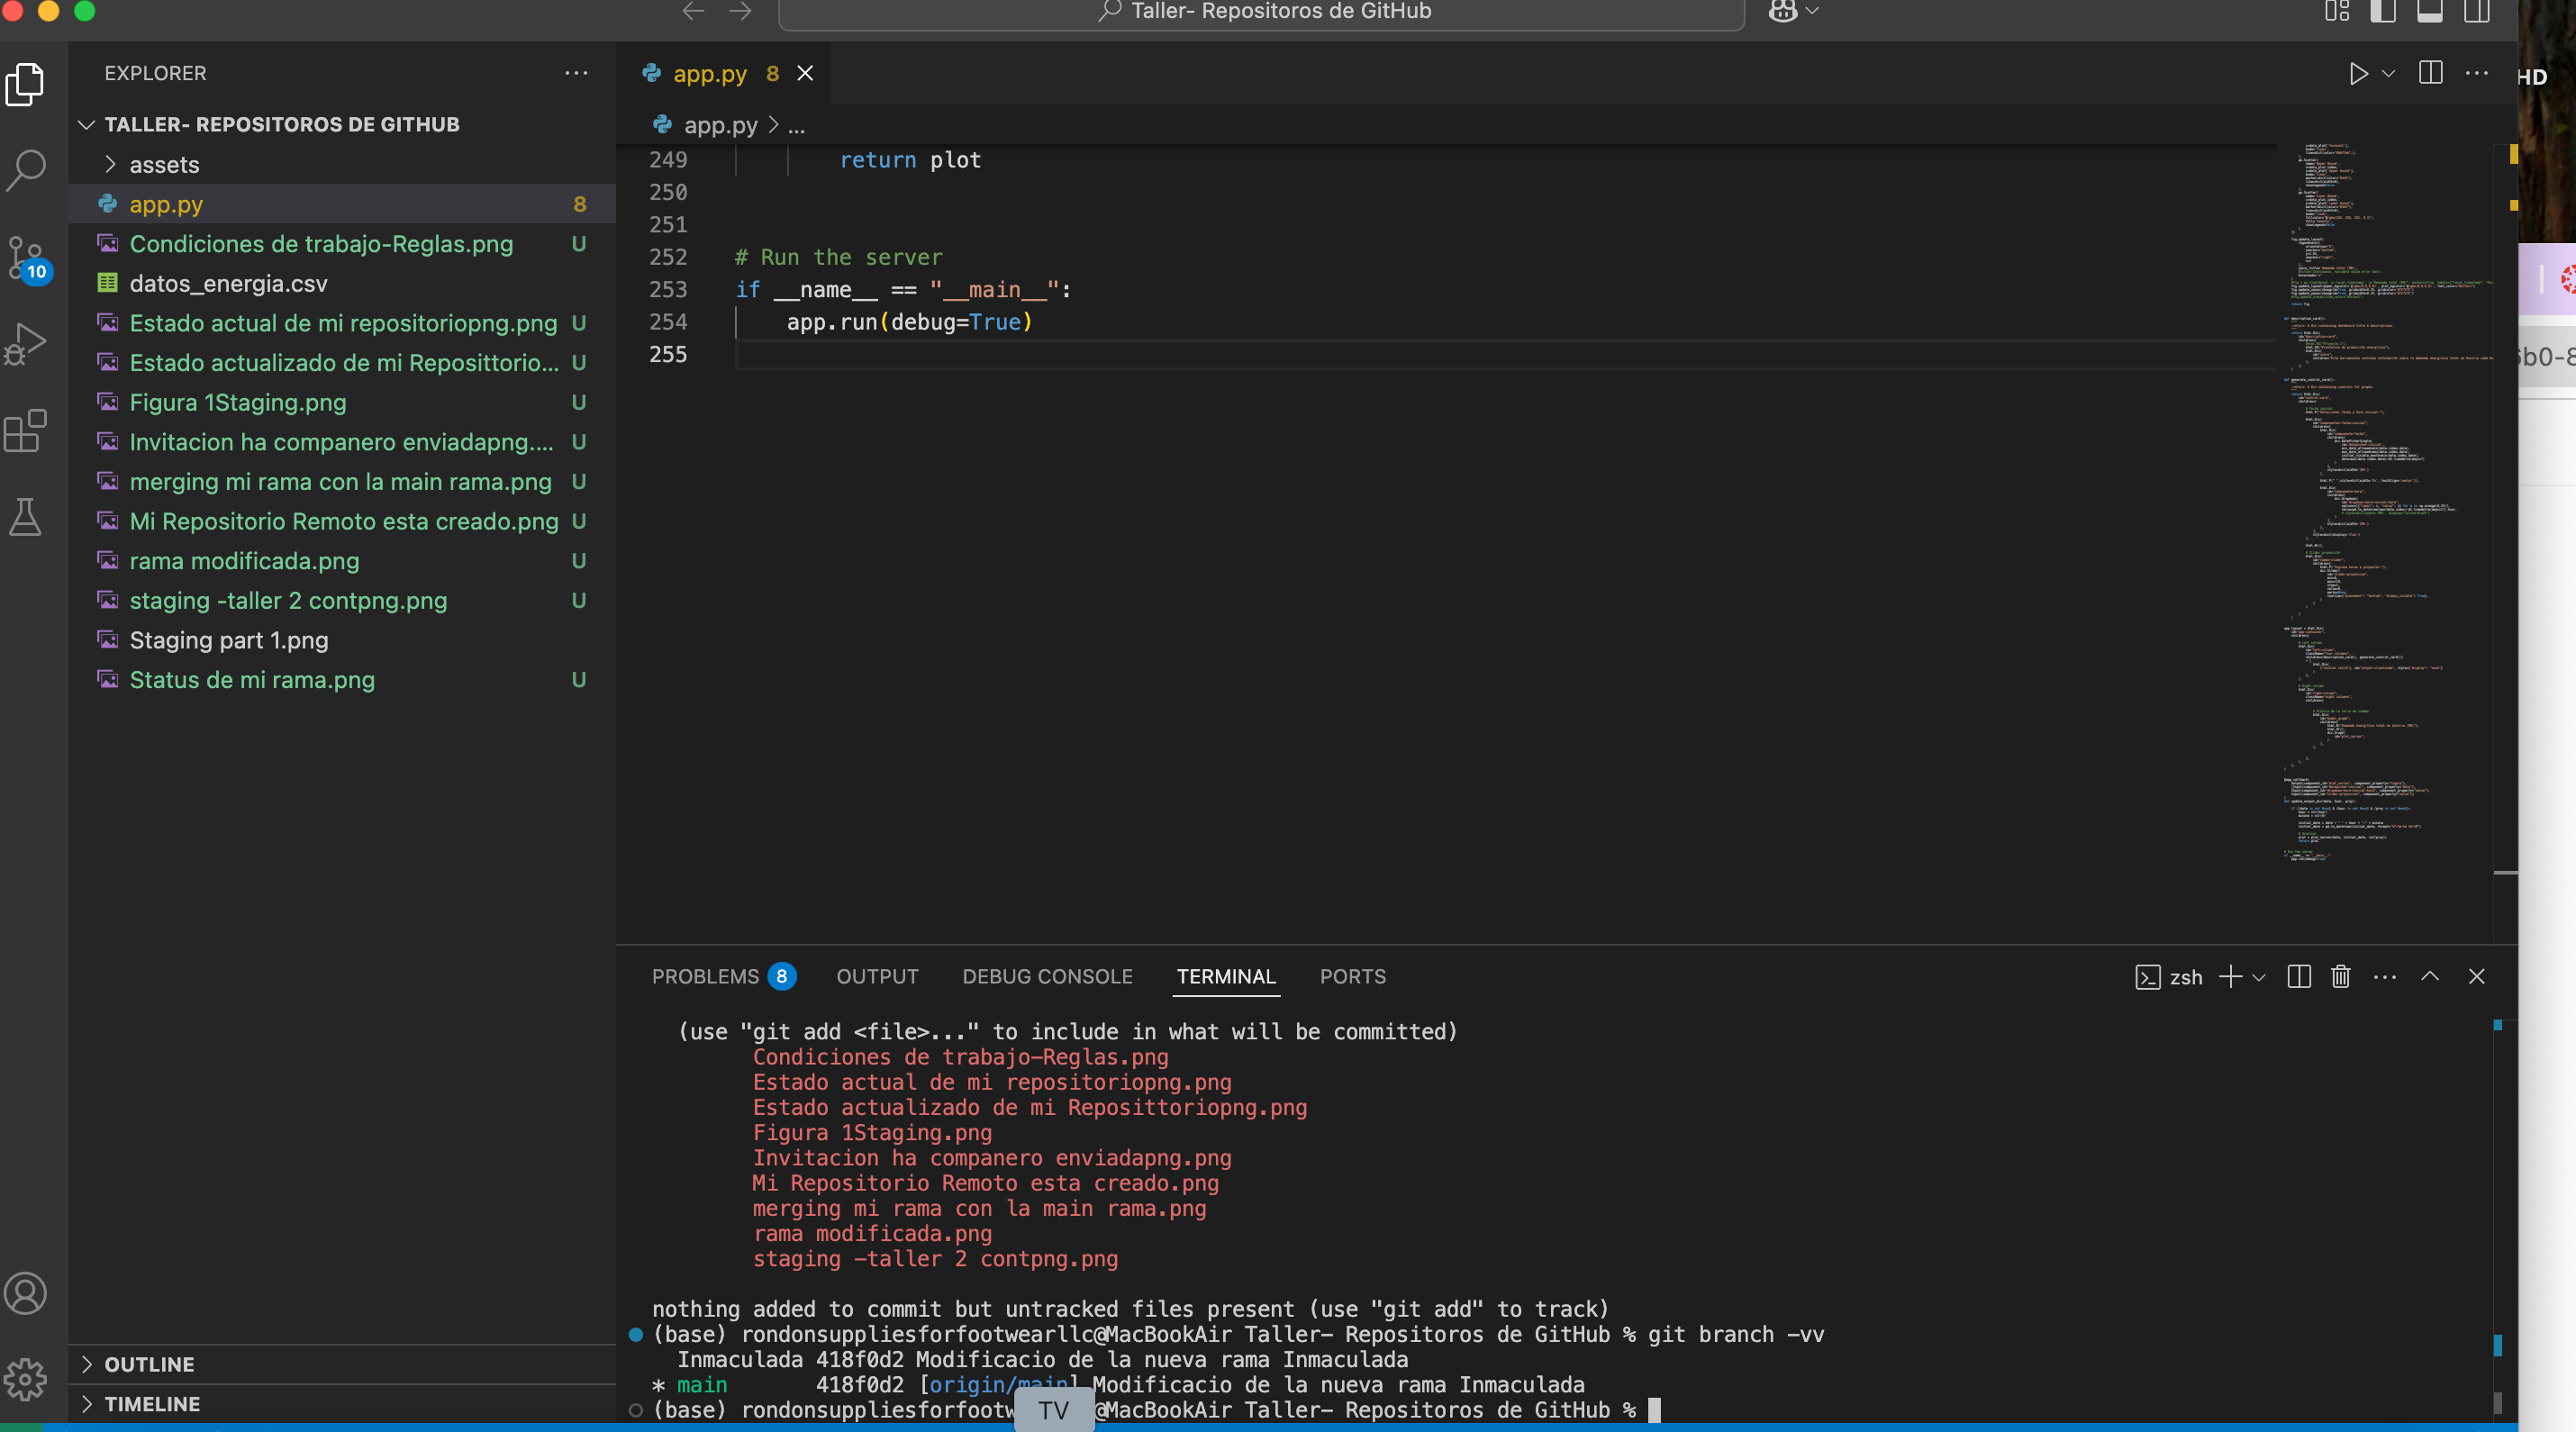 Taller- Repositoros de GitHub
HD
EXPLORER
app.py 8
TALLER- REPOSITOROS DE GITHUB
app.py > ...
assets
app.py 8
Condiciones de trabajo-Reglas.png U
datos_energia.csv
Estado actual de mi repositoriopng.png U
Estado actualizado de mi Reposittorio... U
Figura 1Staging.png U
Invitacion ha companero enviadapng.... U
merging mi rama con la main rama.png U
Mi Repositorio Remoto esta creado.png U
rama modificada.png U
staging -taller 2 contpng.png U
Staging part 1.png
Status de mi rama.png U
10
249 return plot
250
251
252 # Run the server
253 if __name__ == "__main__":
254 app.run(debug=True)
255
b0-8
PROBLEMS 8 OUTPUT DEBUG CONSOLE TERMINAL PORTS
zsh
(use "git add <file>..." to include in what will be committed)
Condiciones de trabajo-Reglas.png
Estado actual de mi repositoriopng.png
Estado actualizado de mi Reposittoriopng.png
Figura 1Staging.png
Invitacion ha companero enviadapng.png
Mi Repositorio Remoto esta creado.png
merging mi rama con la main rama.png
rama modificada.png
staging -taller 2 contpng.png
nothing added to commit but untracked files present (use "git add" to track)
(base) rondonsuppliesforfootwearllc@MacBookAir Taller- Repositoros de GitHub % git branch -vv
Inmaculada 418f0d2 Modificacio de la nueva rama Inmaculada
* main 418f0d2 [origin/main] Modificacio de la nueva rama Inmaculada
(base) rondonsuppliesforfootw @MacBookAir Taller- Repositoros de GitHub %
TV
OUTLINE
TIMELINE